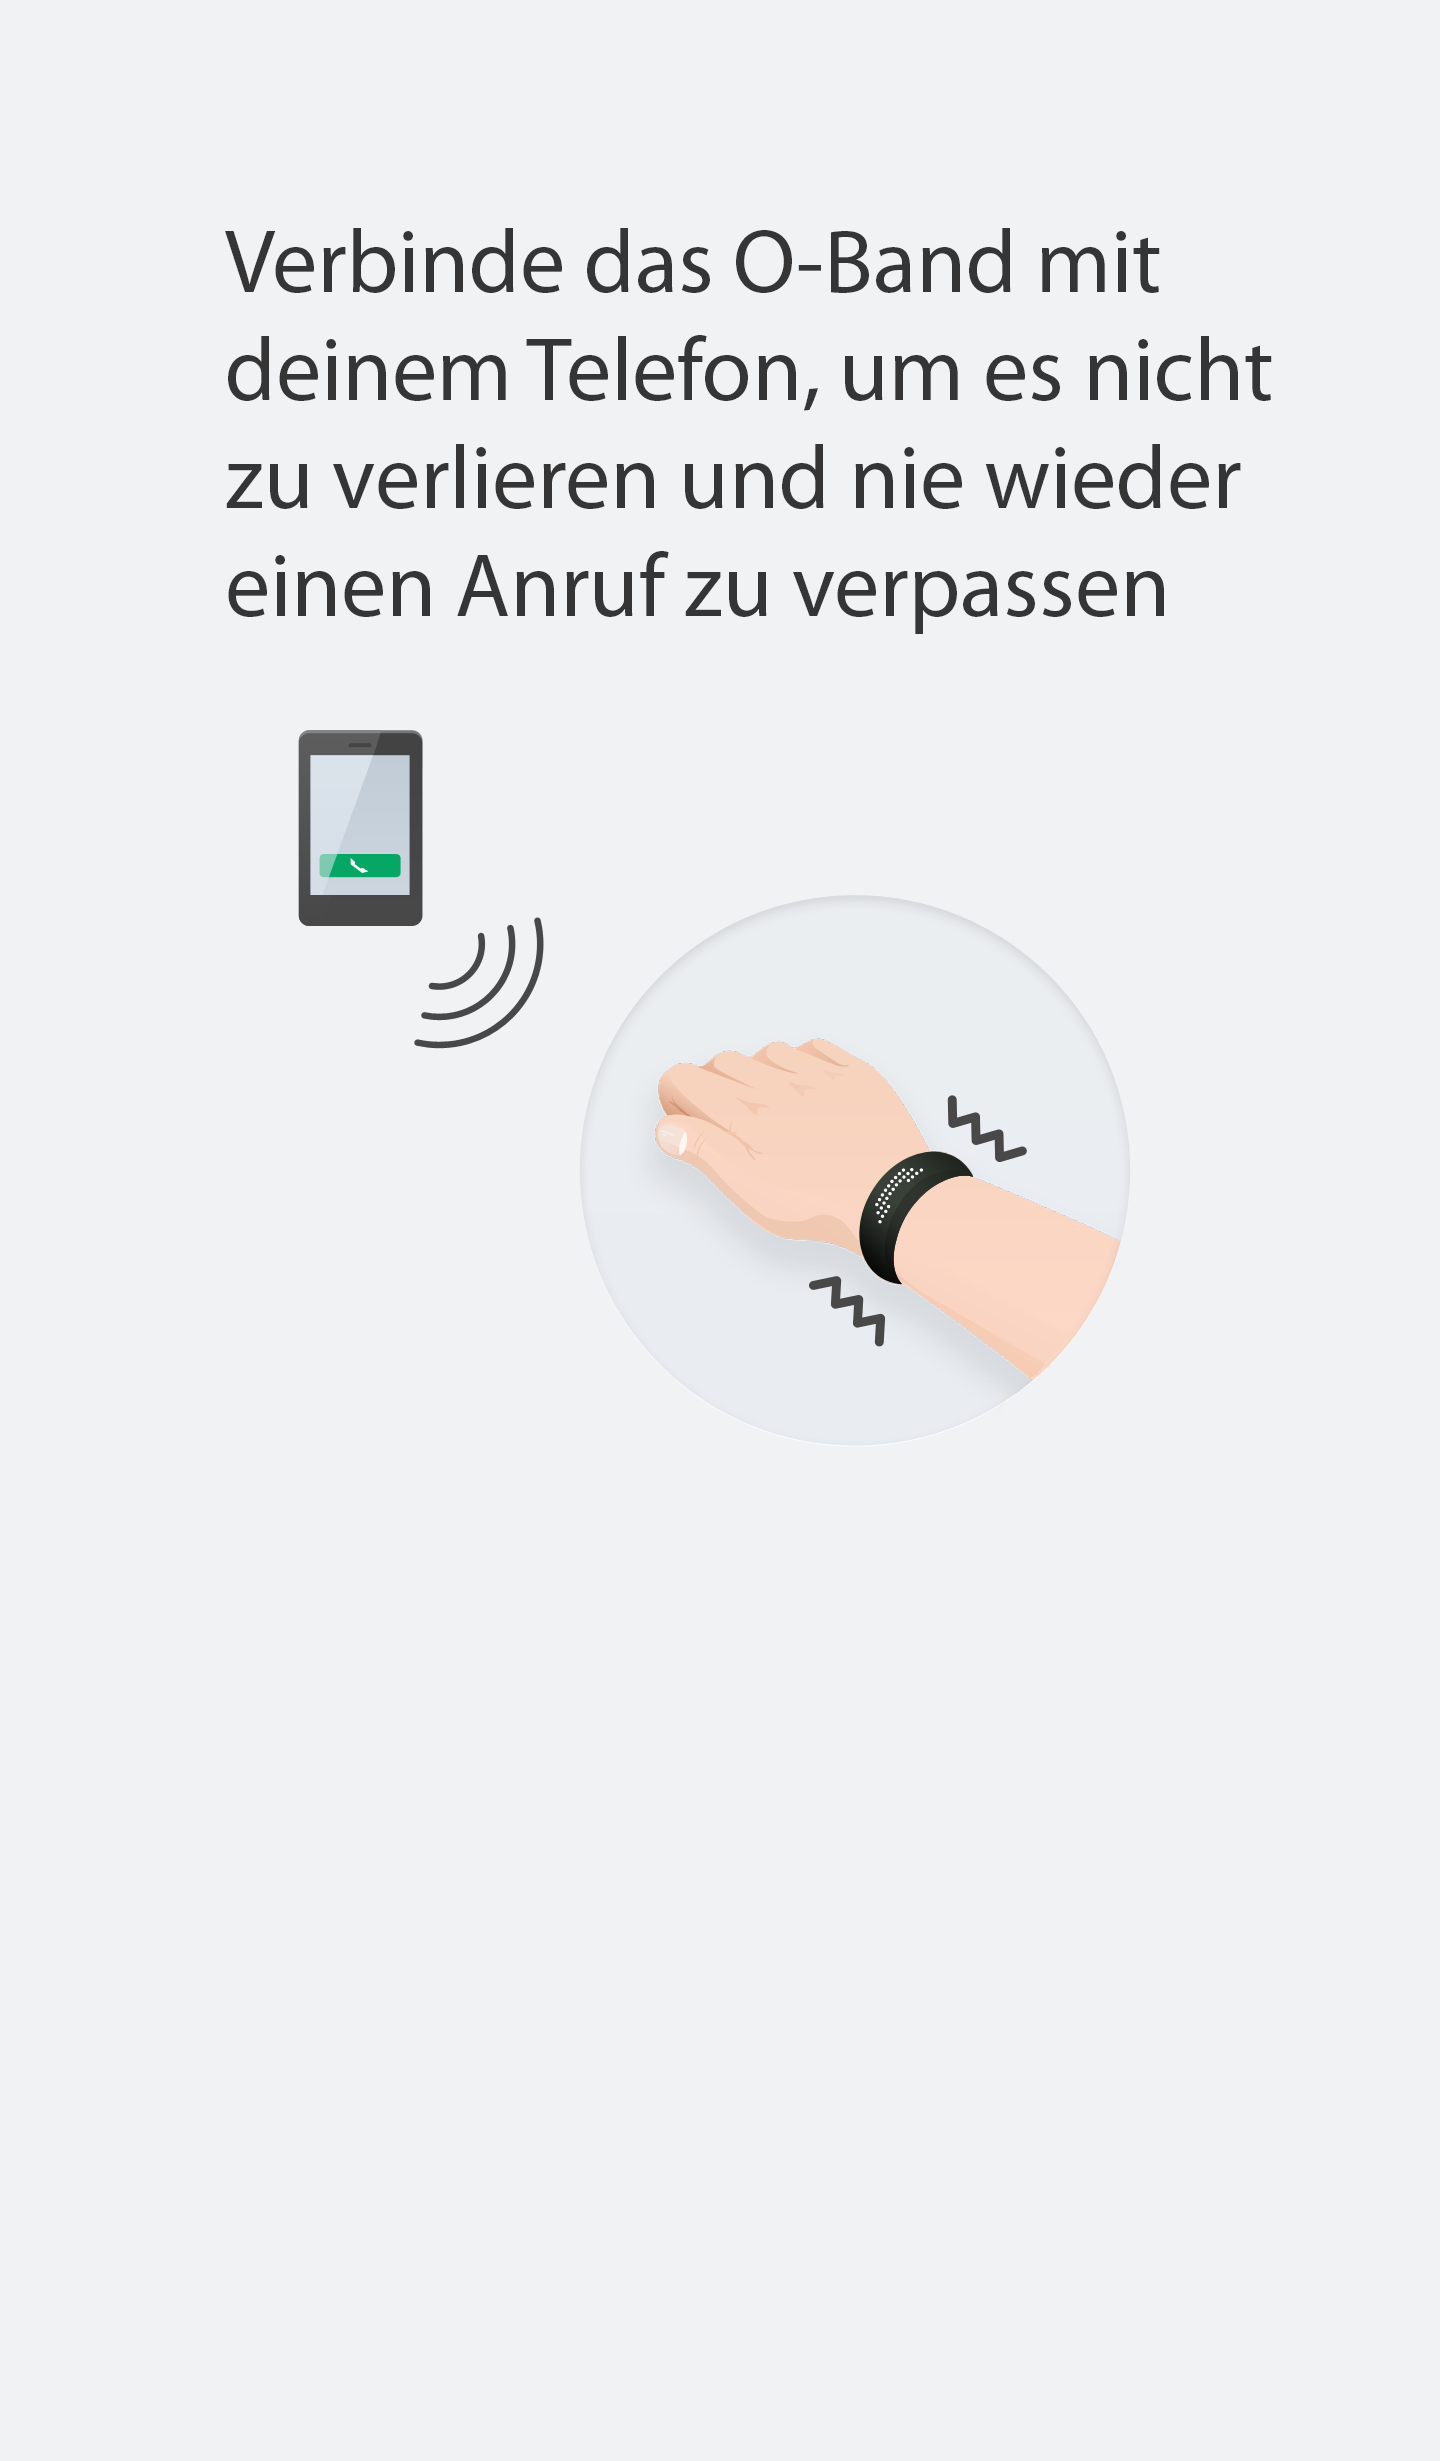 Verbinde das O-Band mit
deinem Telefon, um es nicht
zu verlieren und nie wieder
einen Anruf zu verpassen